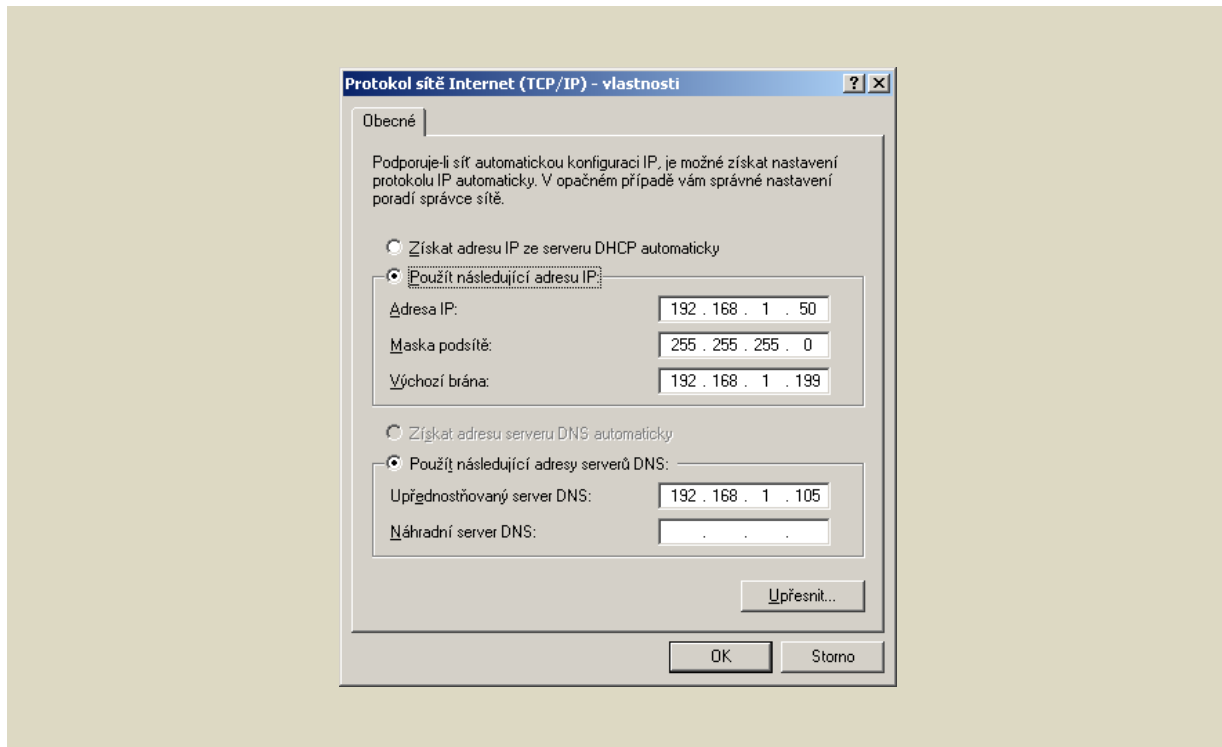 Protokol sítě Internet (TCP/IP) - vlastnosti
Obecné
Podporuje-li síť automatickou konfiguraci IP, je možné získat nastavení
protokolu IP automaticky. V opačném případě vám správné nastavení
poradí správce sítě.
Získat adresu IP ze serveru DHCP automaticky
Použít následující adresu IP:
Adresa IP: 192 . 168 . 1 . 50
Maska podsítě: 255 . 255 . 255 . 0
Výchozí brána: 192 . 168 . 1 . 199
Získat adresu serveru DNS automaticky
Použít následující adresy serverů DNS:
Upřednostňovaný server DNS: 192 . 168 . 1 . 105
Náhradní server DNS: . . .
Upřesnit...
OK Storno